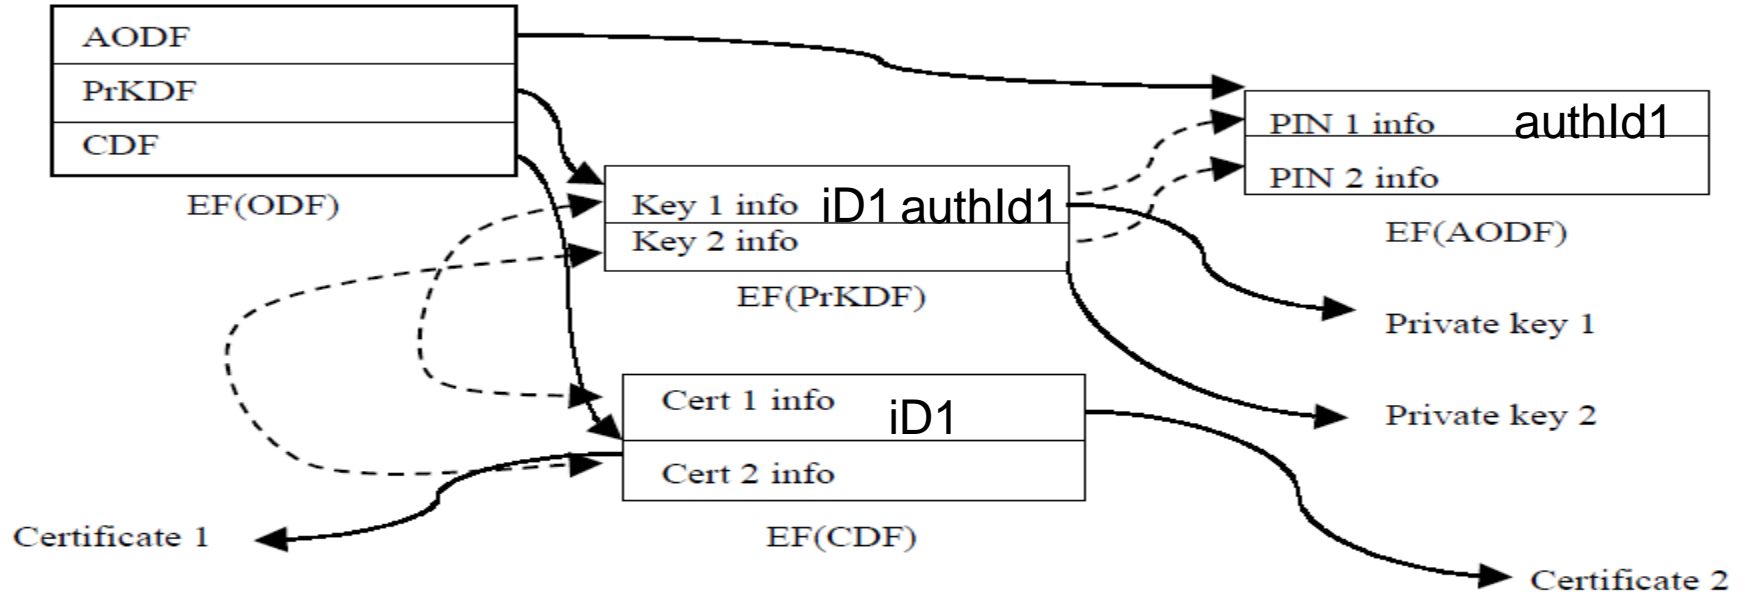 AODF
PrKDF
CDF
EF(ODF)
PIN 1 info authId1
PIN 2 info
EF(AODF)
Key 1 info iD1 authId1
Key 2 info
EF(PrKDF)
Private key 1
Private key 2
Cert 1 info iD1
Cert 2 info
EF(CDF)
Certificate 1
Certificate 2